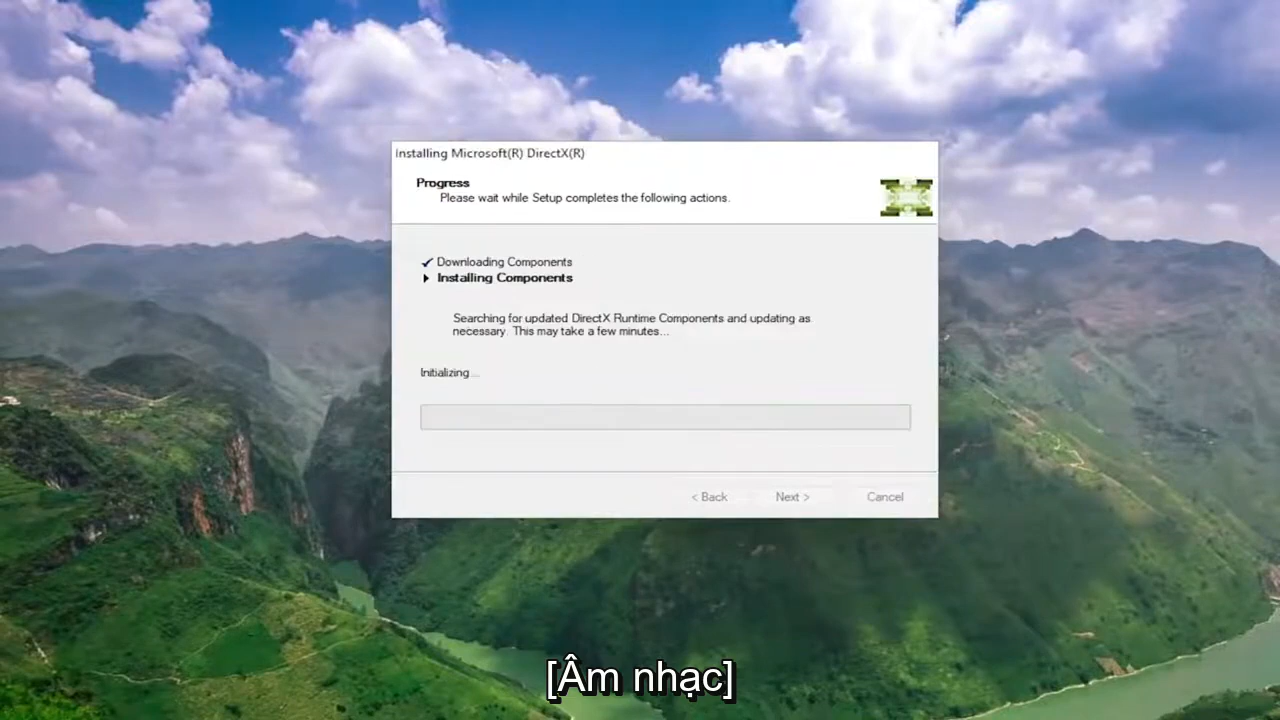 Installing Microsoft(R) DirectX(R)
Progress
Please wait while Setup completes the following actions.
Downloading Components
Installing Components
Searching for updated DirectX Runtime Components and updating as
necessary. This may take a few minutes...
Initializing...
< Back
Next >
Cancel
[Âm nhạc]